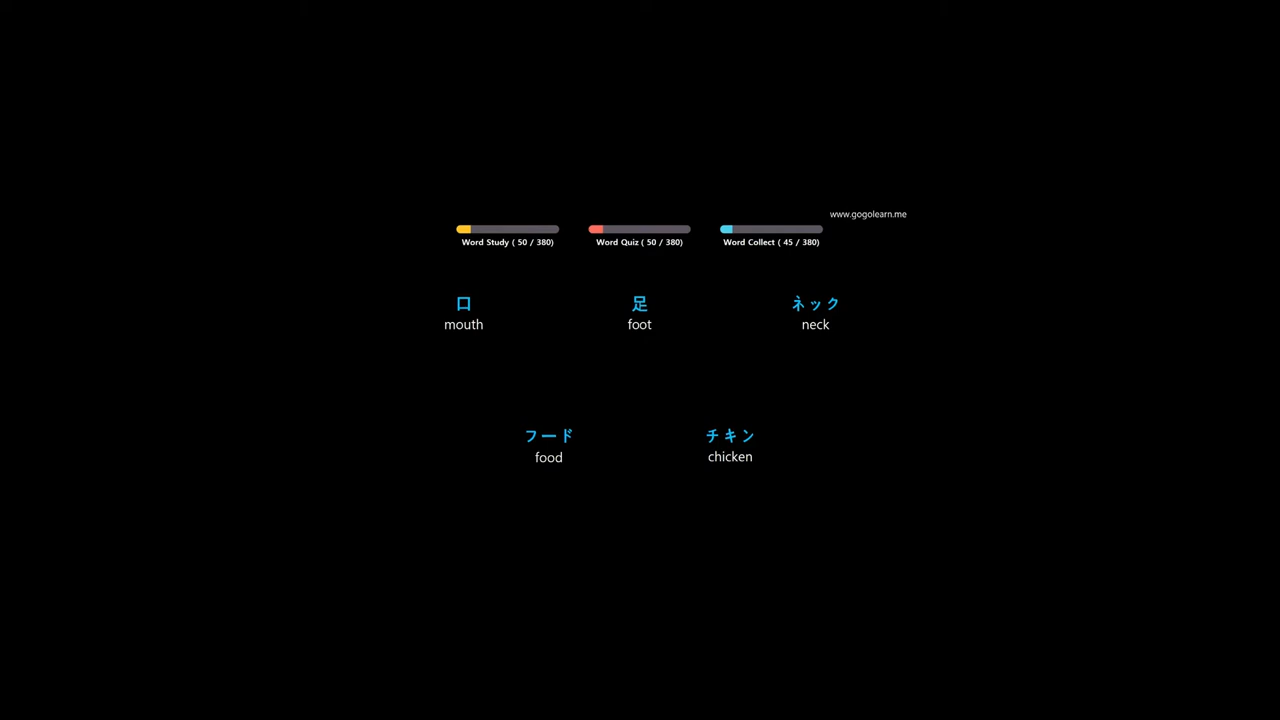 www.gogolearn.me
Word Study ( 50 / 380)
Word Quiz ( 50 / 380)
Word Collect ( 45 / 380)
口
mouth
足
foot
ネック
neck
フード
food
チキン
chicken